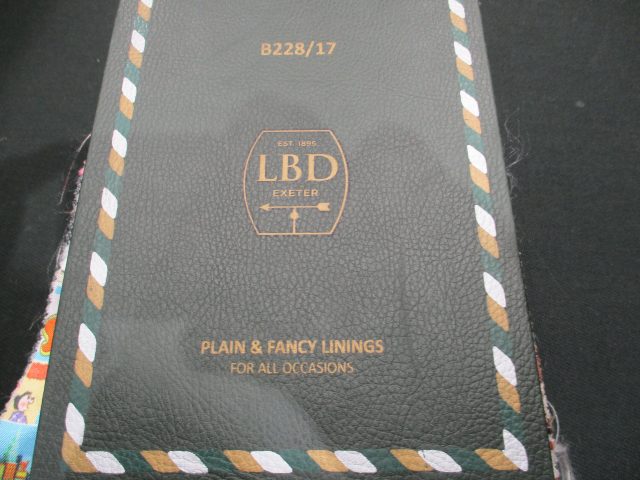 B228/17
EST. 1895
LBD
EXETER
PLAIN & FANCY LININGS
FOR ALL OCCASIONS